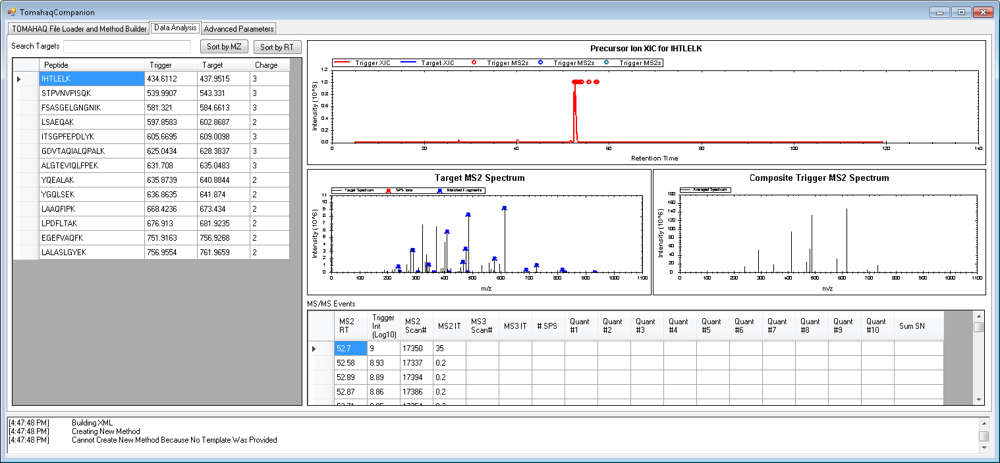 TomahaqCompanion
TOMAHAQ File Loader and Method Builder Data Analysis Advanced Parameters
Search Targets Sort by MZ Sort by RT
Peptide Trigger Target Charge
IHTLELK 434.6112 437.9515 3
STPVNVPISQK 539.9907 543.331 3
FSASGELGNGNIK 581.321 584.6613 3
LSAEQAK 597.8583 602.8687 2
ITSGPFEPDLYK 605.6695 609.0098 3
GDVTAQIALQPALK 625.0434 628.3837 3
ALGTEVIQLFPEK 631.708 635.0483 3
YQEALAK 635.8739 640.8844 2
YGQLSEK 636.8635 641.874 2
LAAQFIPK 668.4236 673.434 2
LPDFLTAK 676.913 681.9235 2
EGEFVAQFK 751.9163 756.9268 2
LALASLGYEK 756.9554 761.9659 2
Precursor Ion XIC for IHTLELK
Trigger XIC Target XIC Trigger MS2s Trigger MS2s Trigger MS2s
Intensity (10^9)
1.2
1.0
0.8
0.6
0.4
0.2
0.0
0 20 40 60 80 100 120 140
Retention Time
Target MS2 Spectrum
Target Spectrum SPS Ions Matched Fragments
Intensity (10^6)
11
10
9
8
7
6
5
4
3
2
1
0
0 100 200 300 400 500 600 700 800 900 1000 1100
m/z
Composite Trigger MS2 Spectrum
Averaged Spectrum
Intensity (10^6)
180
160
140
120
100
80
60
40
20
0
0 100 200 300 400 500 600 700 800 900 1000 1100
m/z
MS/MS Events
MS2 RT Trigger Int (Log10) MS2 Scan# MS2 IT MS3 Scan# MS3 IT # SPS Quant #1 Quant #2 Quant #3 Quant #4 Quant #5 Quant #6 Quant #7 Quant #8 Quant #9 Quant #10 Sum SN
52.7 9 17350 35
52.58 8.93 17337 0.2
52.89 8.89 17394 0.2
52.87 8.86 17386 0.2
[4:47:48 PM] Building XML
[4:47:48 PM] Creating New Method
[4:47:48 PM] Cannot Create New Method Because No Template Was Provided